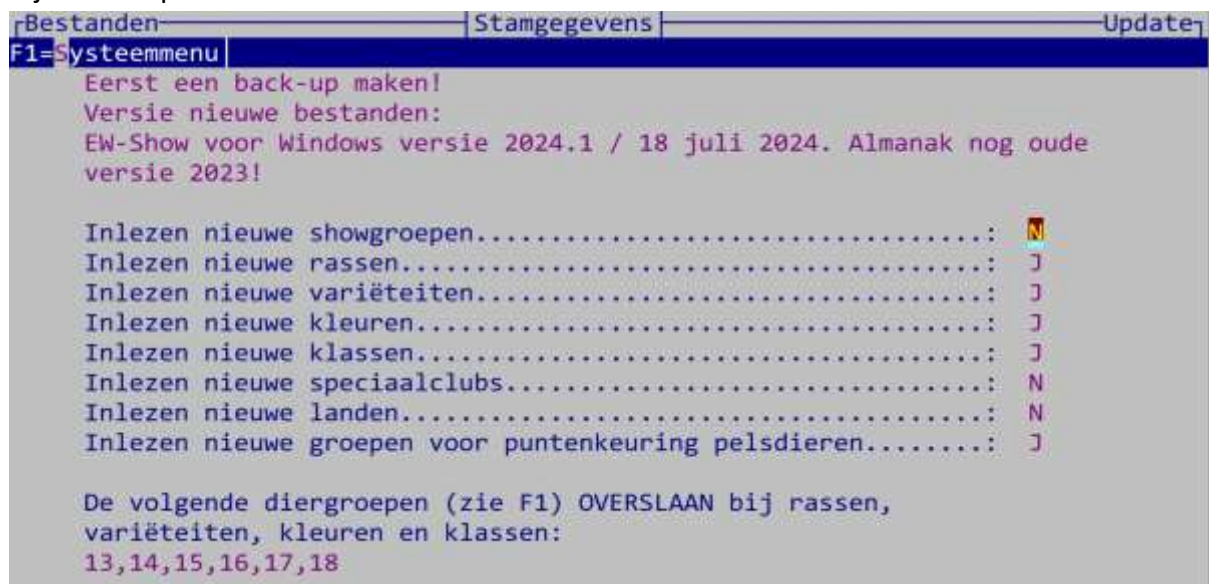 Bestanden Stamgegevens Update
F1=Systeemmenu
Eerst een back-up maken!
Versie nieuwe bestanden:
EW-Show voor Windows versie 2024.1 / 18 juli 2024. Almanak nog oude
versie 2023!
Inlezen nieuwe showgroepen..................................: N
Inlezen nieuwe rassen.......................................: J
Inlezen nieuwe variëteiten..................................: J
Inlezen nieuwe kleuren......................................: J
Inlezen nieuwe klassen......................................: J
Inlezen nieuwe speciaalclubs................................: N
Inlezen nieuwe landen.......................................: N
Inlezen nieuwe groepen voor puntenkeuring pelsdieren........: J
De volgende diergroepen (zie F1) OVERSLAAN bij rassen,
variëteiten, kleuren en klassen:
13,14,15,16,17,18